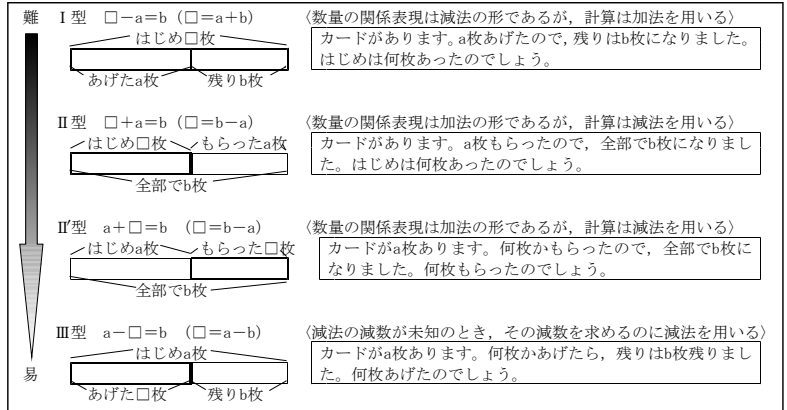 難
Ⅰ型　□－a＝b（□＝a＋b）　〈数量の関係表現は減法の形であるが，計算は加法を用いる〉
はじめ□枚
あげたa枚　残りb枚
カードがあります。a枚あげたので，残りはb枚になりました。
はじめは何枚あったのでしょう。
Ⅱ型　□＋a＝b（□＝b－a）　〈数量の関係表現は加法の形であるが，計算は減法を用いる〉
はじめ□枚　もらったa枚
全部でb枚
カードがあります。a枚もらったので，全部でb枚になりまし
た。はじめは何枚あったのでしょう。
Ⅱ′型　a＋□＝b　（□＝b－a）　〈数量の関係表現は加法の形であるが，計算は減法を用いる〉
はじめa枚　もらった□枚
全部でb枚
カードがa枚あります。何枚かもらったので，全部でb枚に
なりました。何枚もらったのでしょう。
Ⅲ型　a－□＝b　（□＝a－b）　〈減法の減数が未知のとき，その減数を求めるのに減法を用いる〉
はじめa枚
あげた□枚　残りb枚
カードがa枚あります。何枚かあげたら，残りはb枚残りまし
た。何枚あげたのでしょう。
易